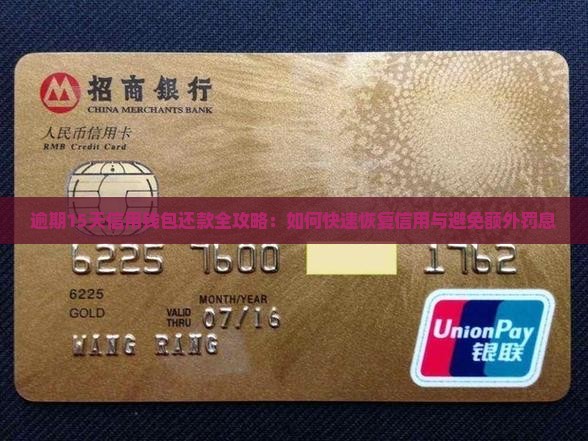 招商銀行
CHINA MERCHANTS BANK
人民币信用卡
RMB Credit Card
逾期15天信用钱包还款全攻略：如何快速恢复信用与避免额外罚息
6225 7600 1762
6225
MONTH/YEAR
GOLD VALID THRU 07/16
WANG RANG
UnionPay
银联